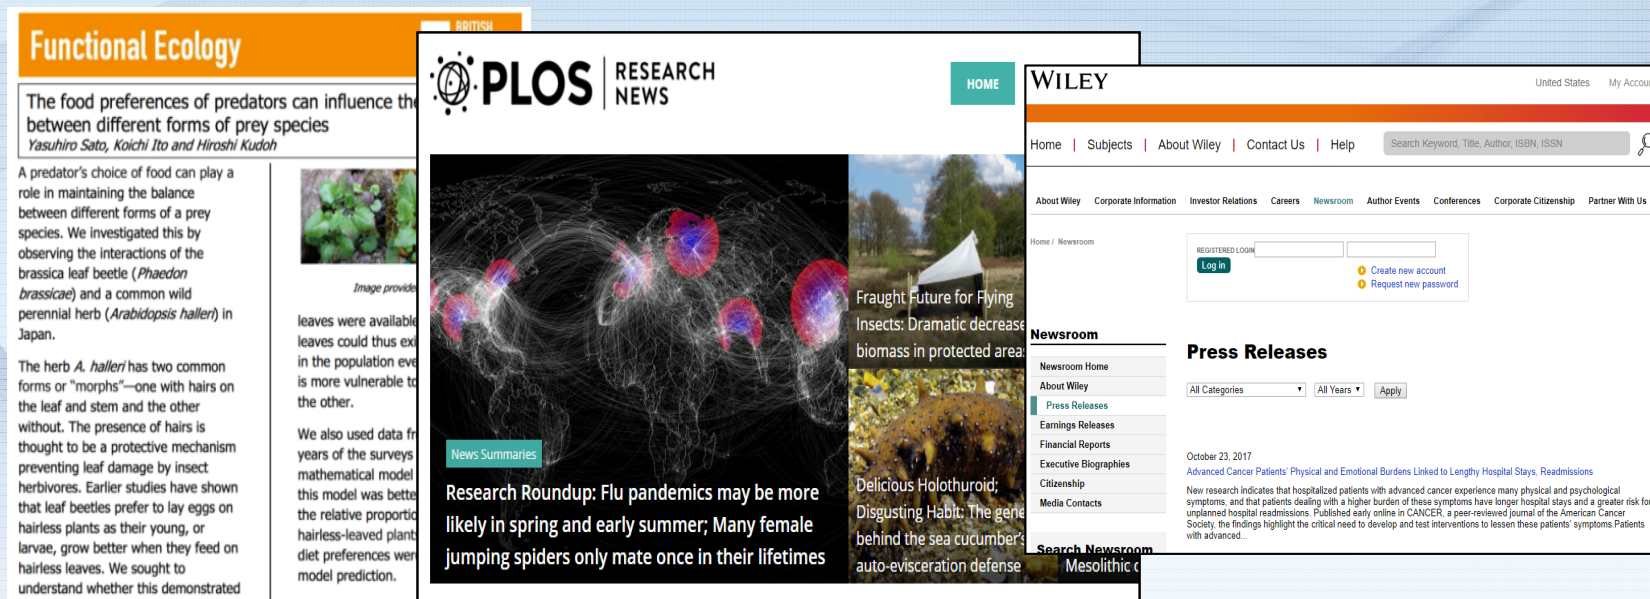 Functional Ecology
BRITISH
The food preferences of predators can influence the
between different forms of prey species
Yasuhiro Sato, Koichi Ito and Hiroshi Kudoh
A predator's choice of food can play a
role in maintaining the balance
between different forms of a prey
species. We investigated this by
observing the interactions of the
brassica leaf beetle (Phaedon
brassicae) and a common wild
perennial herb (Arabidopsis halleri) in
Japan.
The herb A. halleri has two common
forms or "morphs"—one with hairs on
the leaf and stem and the other
without. The presence of hairs is
thought to be a protective mechanism
preventing leaf damage by insect
herbivores. Earlier studies have shown
that leaf beetles prefer to lay eggs on
hairless plants as their young, or
larvae, grow better when they feed on
hairless leaves. We sought to
understand whether this demonstrated
Image provide
leaves were available
leaves could thus exi
in the population eve
is more vulnerable to
the other.
We also used data fr
years of the surveys
mathematical model
this model was bette
the relative proportio
hairless-leaved plants
diet preferences wer
model prediction.
PLOS
RESEARCH
NEWS
HOME
News Summaries
Research Roundup: Flu pandemics may be more
likely in spring and early summer; Many female
jumping spiders only mate once in their lifetimes
Fraught Future for Flying
Insects: Dramatic decrease
biomass in protected area
Delicious Holothuroid;
Disgusting Habit: The gene
behind the sea cucumber's
auto-evisceration defense
Mesolithic
WILEY
United States My Accou
Home | Subjects | About Wiley | Contact Us | Help
Search Keyword, Title, Author, ISBN, ISSN
About Wiley Corporate Information Investor Relations Careers Newsroom Author Events Conferences Corporate Citizenship Partner With Us
Home / Newsroom
REGISTERED LOGIN
Log in
Create new account
Request new password
Newsroom
Newsroom Home
About Wiley
Press Releases
Earnings Releases
Financial Reports
Executive Biographies
Citizenship
Media Contacts
Search Newsroom
Press Releases
All Categories All Years Apply
October 23, 2017
Advanced Cancer Patients' Physical and Emotional Burdens Linked to Lengthy Hospital Stays, Readmissions
New research indicates that hospitalized patients with advanced cancer experience many physical and psychological
symptoms, and that patients dealing with a higher burden of these symptoms have longer hospital stays and a greater risk for
unplanned hospital readmissions. Published early online in CANCER, a peer-reviewed journal of the American Cancer
Society, the findings highlight the critical need to develop and test interventions to lessen these patients' symptoms.Patients
with advanced...